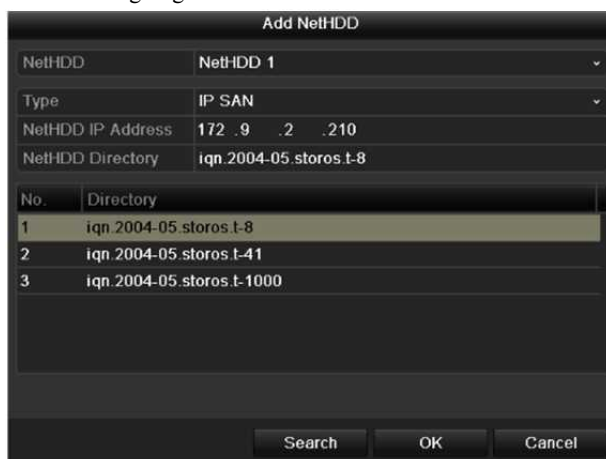 Add NetHDD
NetHDD NetHDD 1
Type IP SAN
NetHDD IP Address 172 .9 .2 .210
NetHDD Directory iqn.2004-05.storos.t-8
No. Directory
1 iqn.2004-05.storos.t-8
2 iqn.2004-05.storos.t-41
3 iqn.2004-05.storos.t-1000
Search OK Cancel